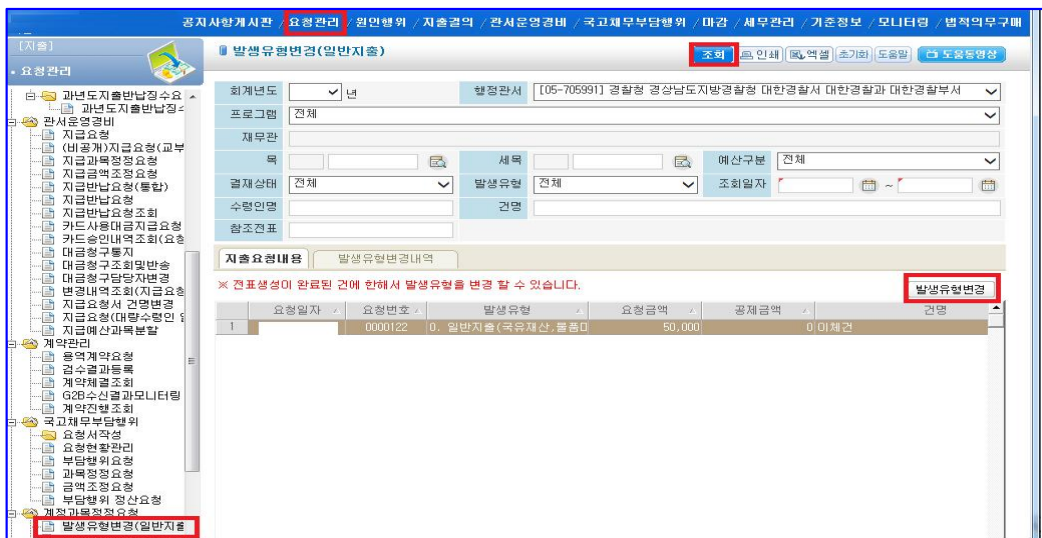 공지사항게시판 / 요청관리 / 원인행위 / 지출결의 / 관서운영경비 / 국고채무부담행위 / 마감 / 세무관리 / 기준정보 / 모니터링 / 법적의무구매
[지출]
• 요청관리
과년도지출반납징수요
과년도지출반납징수
관서운영경비
지급요청
(비공개)지급요청(교부
지급과목정정요청
지급금액조정요청
지급반납요청(통합)
지급반납요청
지급반납요청조회
카드사용대금지급요청
카드승인내역조회(요청
대금청구통지
대금청구조회및반송
대금청구담당자변경
변경내역조회(지급요청
지급요청서 건명변경
지급요청(대량수령인
지급예산과목분할
계약관리
용역계약요청
검수결과등록
계약체결조회
G2B수신결과모니터링
계약진행조회
국고채무부담행위
요청서작성
요청현황관리
부담행위요청
과목정정요청
금액조정요청
부담행위 정산요청
계정과목정정요청
발생유형변경(일반지출
발생유형변경(일반지출)
조회 인쇄 엑셀 초기화 도움말 도움동영상
회계년도 년 행정관서 [05-705991] 경찰청 경상남도지방경찰청 대한경찰서 대한경찰과 대한경찰부서
프로그램 전체
재무관
목 세목 예산구분 전체
결재상태 전체 발생유형 전체 조회일자 ~
수령인명 건명
참조전표
지출요청내용 발생유형변경내역
※ 전표생성이 완료된 건에 한해서 발생유형을 변경 할 수 있습니다.
발생유형변경
요청일자 요청번호 발생유형 요청금액 공제금액 건명
1 0000122 0. 일반지출(국유재산,물품 50,000 0 이체건